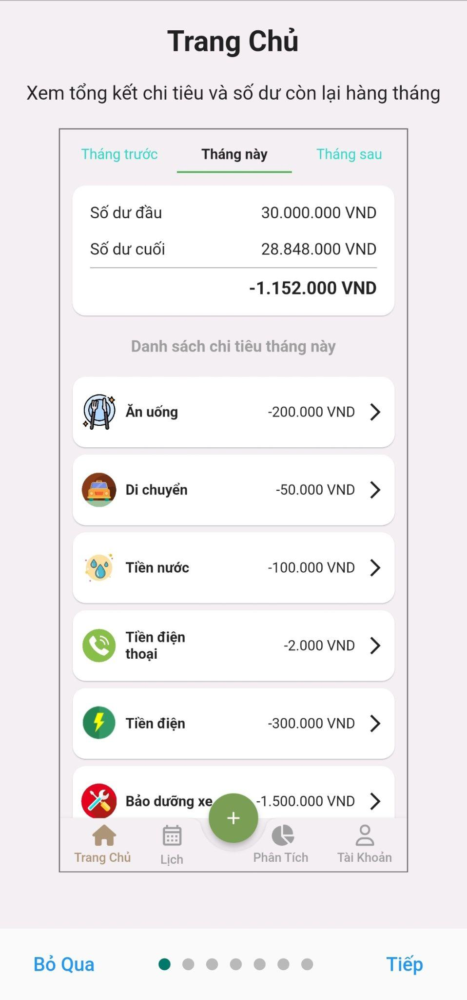 Trang Chủ
Xem tổng kết chi tiêu và số dư còn lại hàng tháng
Tháng trước Tháng này Tháng sau
Số dư đầu 30.000.000 VND
Số dư cuối 28.848.000 VND
-1.152.000 VND
Danh sách chi tiêu tháng này
Ăn uống -200.000 VND
Di chuyển -50.000 VND
Tiền nước -100.000 VND
Tiền điện
thoại -2.000 VND
Tiền điện -300.000 VND
Bảo dưỡng xe -1.500.000 VND
+
Trang Chủ Lịch Phân Tích Tài Khoản
Bỏ Qua Tiếp